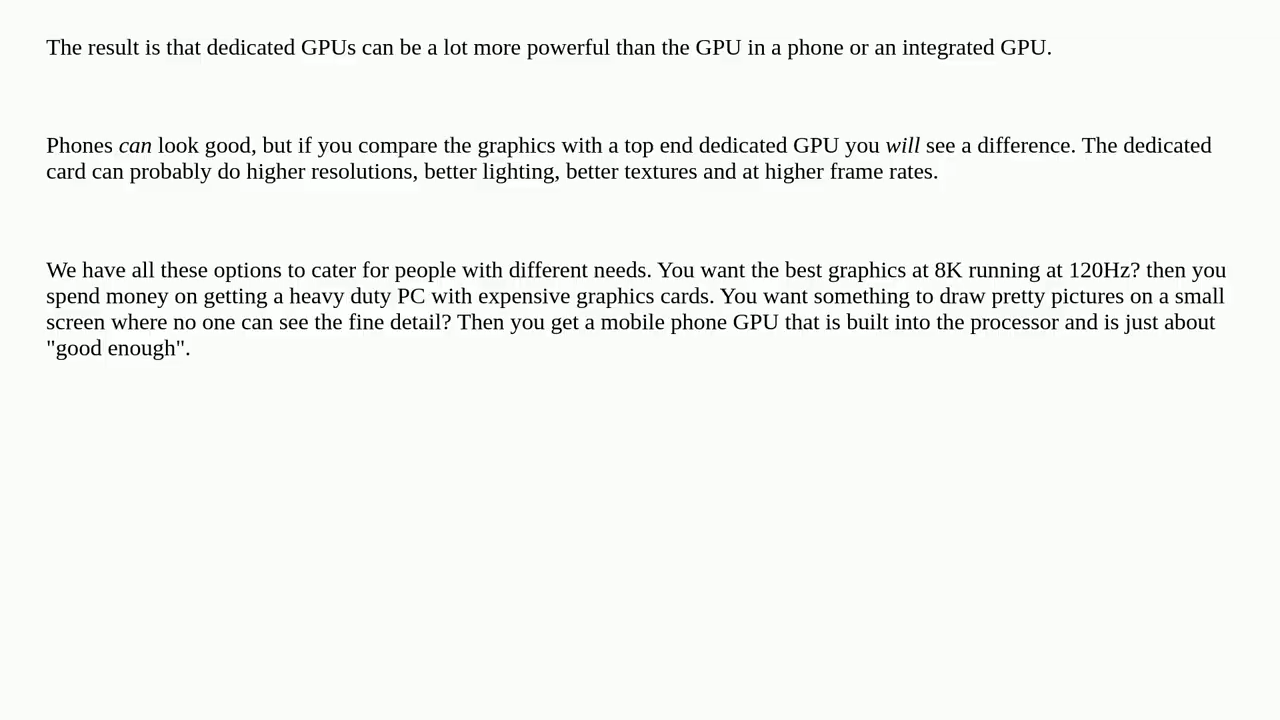 The result is that dedicated GPUs can be a lot more powerful than the GPU in a phone or an integrated GPU.
Phones can look good, but if you compare the graphics with a top end dedicated GPU you will see a difference. The dedicated
card can probably do higher resolutions, better lighting, better textures and at higher frame rates.
We have all these options to cater for people with different needs. You want the best graphics at 8K running at 120Hz? then you
spend money on getting a heavy duty PC with expensive graphics cards. You want something to draw pretty pictures on a small
screen where no one can see the fine detail? Then you get a mobile phone GPU that is built into the processor and is just about
"good enough".